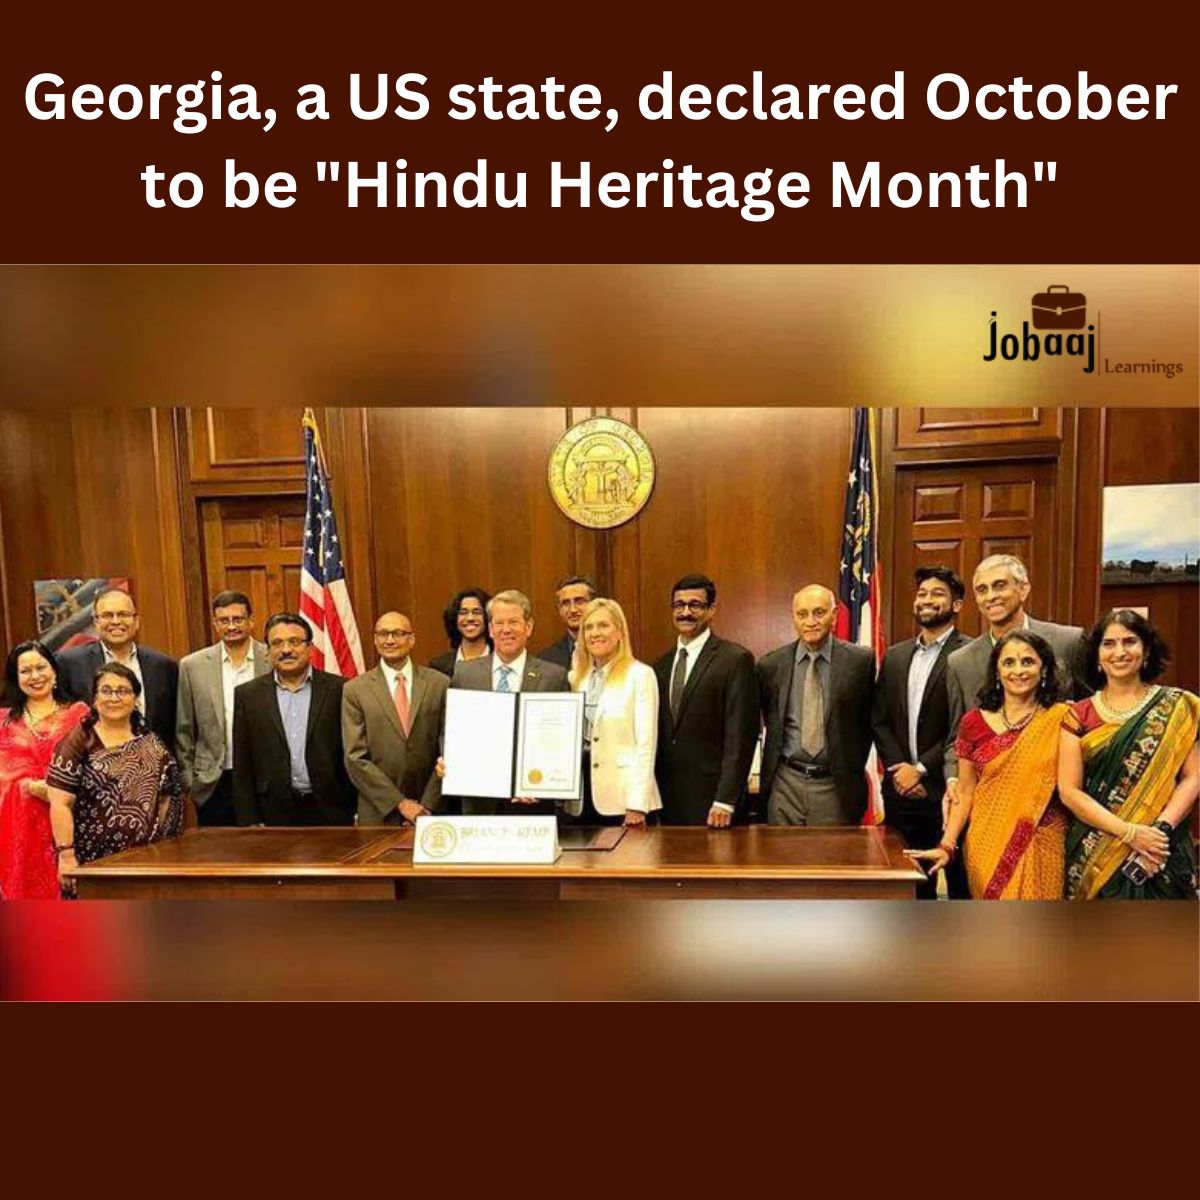 Georgia, a US state, declared October
to be "Hindu Heritage Month"
jobaaj
Learnings
BRIAN P. KEMP